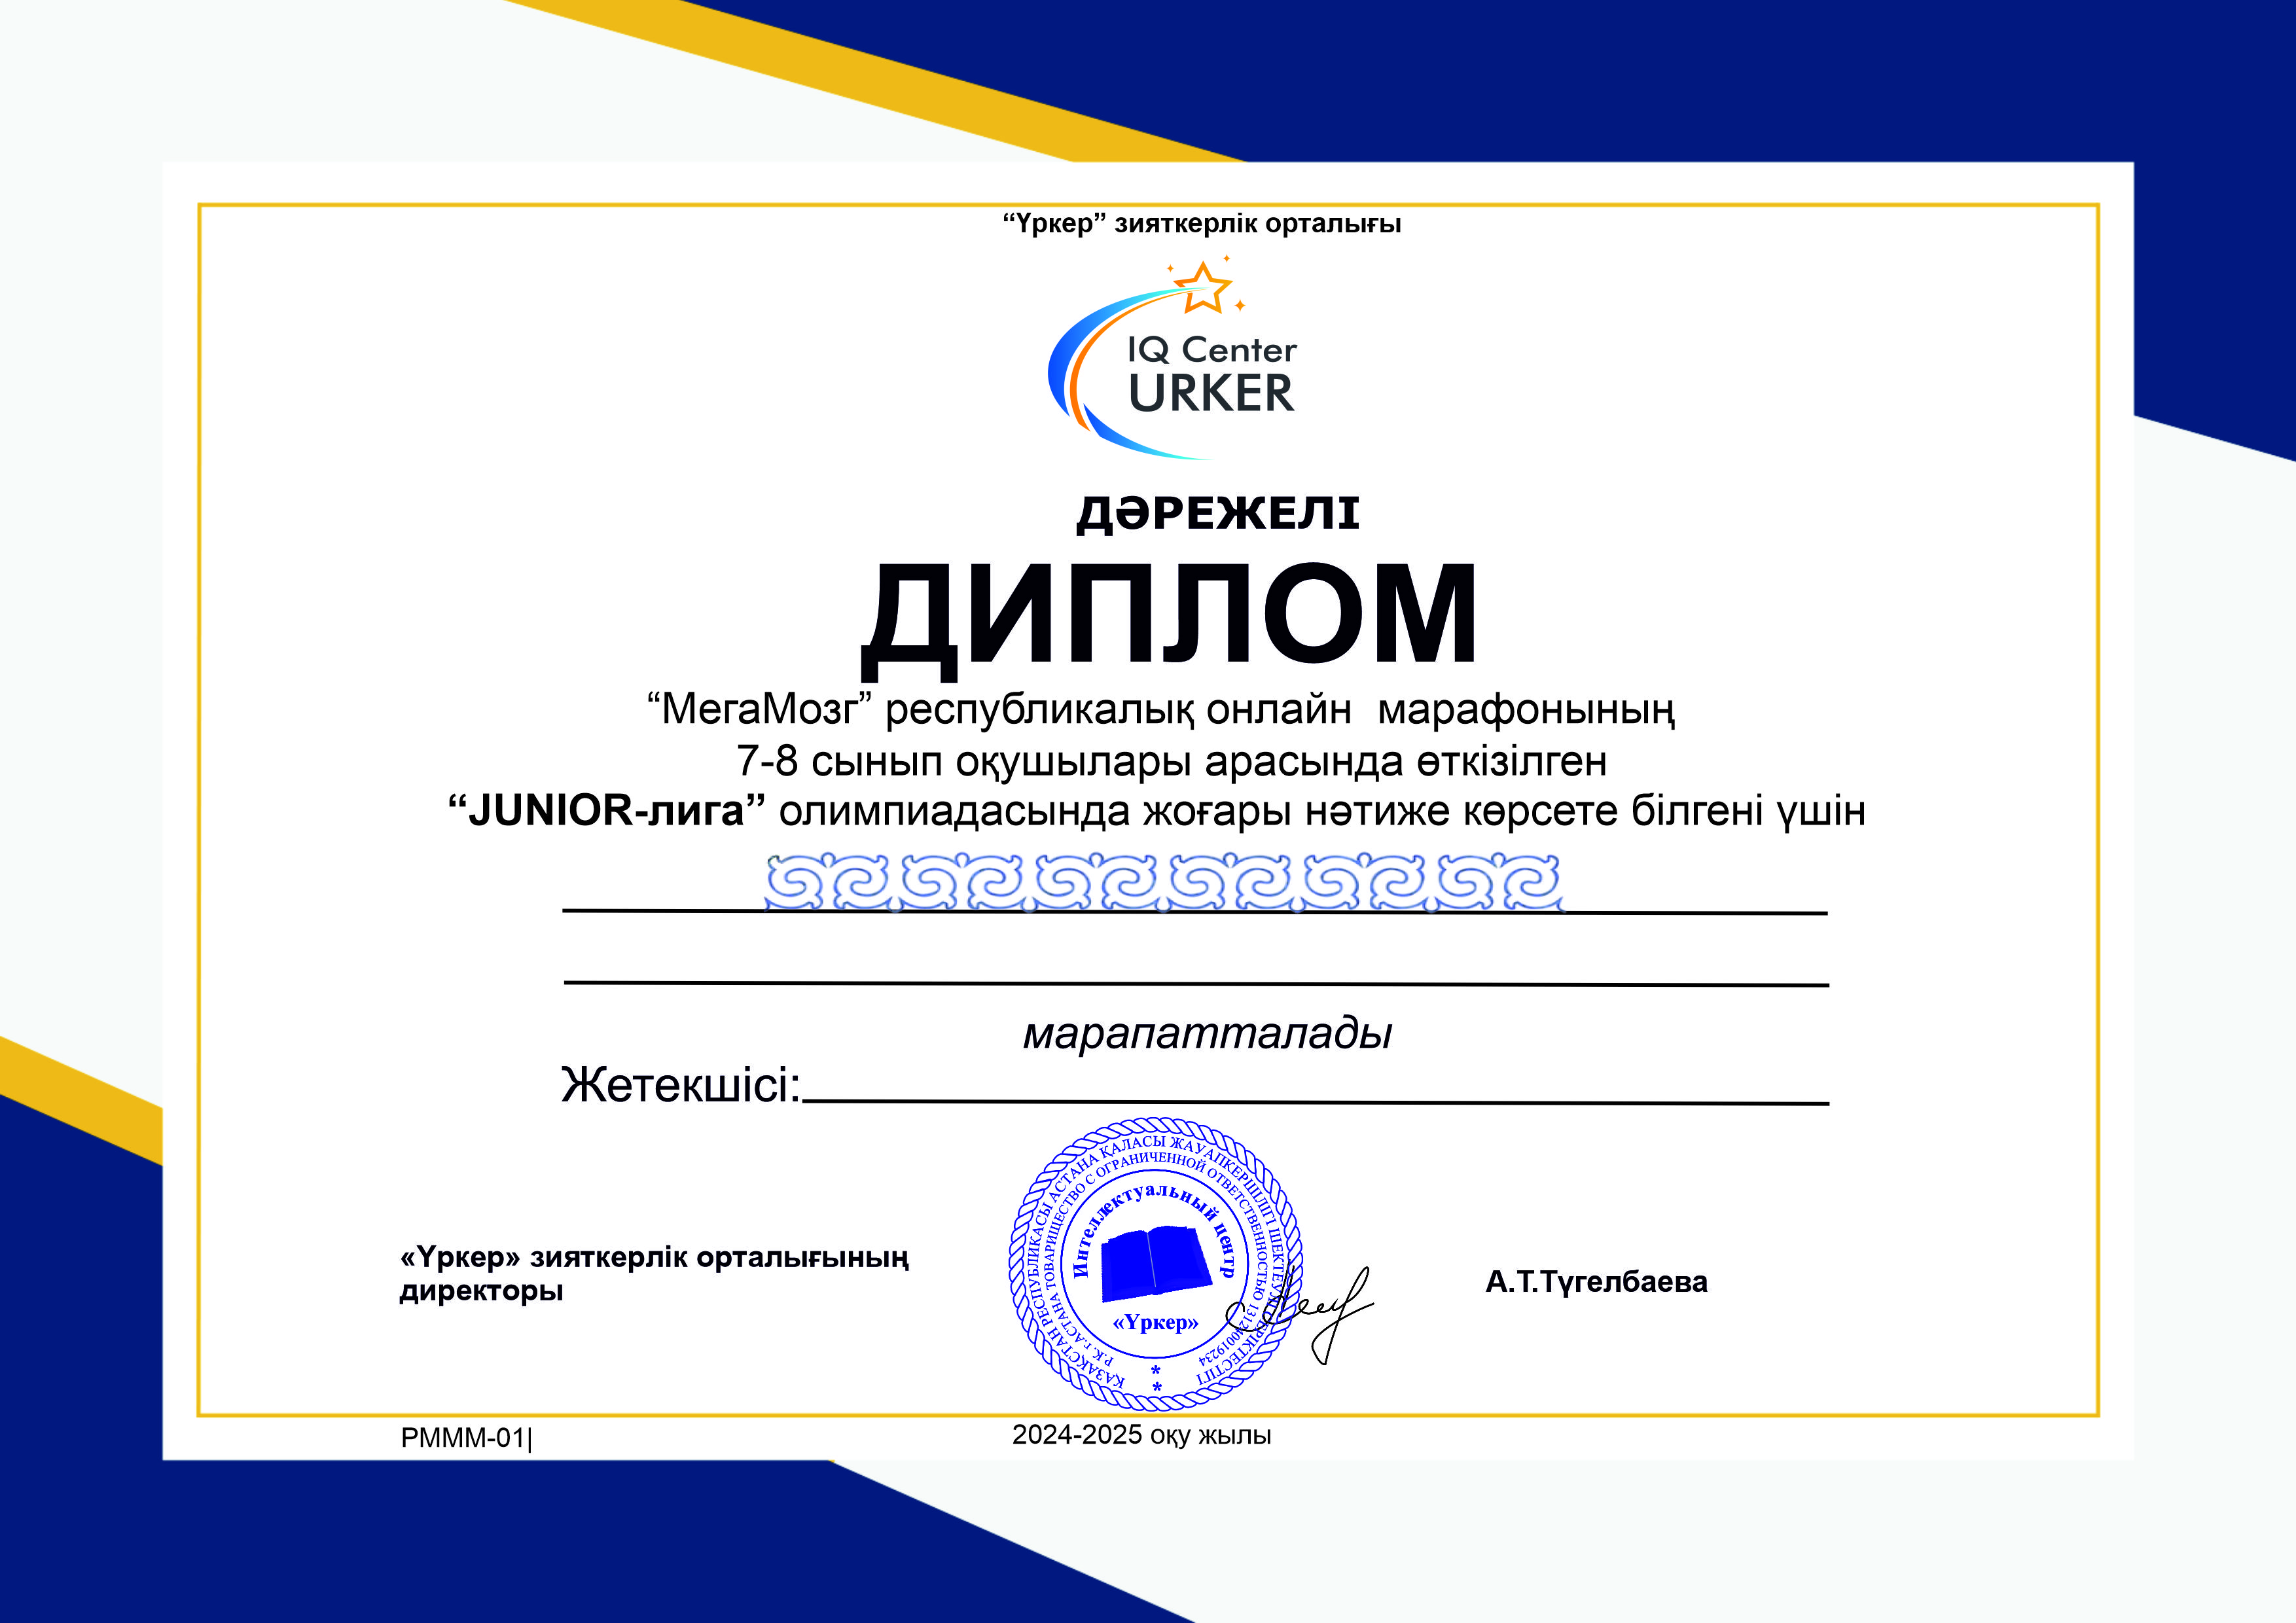 “Үркер” зияткерлік орталығы
IQ Center
URKER
ДӘРЕЖЕЛІ
ДИПЛОМ
“МегаМозг” республикалық онлайн марафонының
7-8 сынып оқушылары арасында өткізілген
“JUNIOR-лига” олимпиадасында жоғары нәтиже көрсете білгені үшін
марапатталады
Жетекшісі:
ҚАЗАҚСТАН РЕСПУБЛИКАСЫ АСТАНА ҚАЛАСЫ ЖАУАПКЕРШІЛІГІ ШЕКТЕУЛІ СЕРІКТЕСТІГІ
Р.К. Г.АСТАНА ТОВАРИЩЕСТВО С ОГРАНИЧЕННОЙ ОТВЕТСТВЕННОСТЬЮ
Интеллектуальный центр
«Үркер»
«Үркер» зияткерлік орталығының
директоры
А.Т.Түгелбаева
РМММ-01|
2024-2025 оқу жылы